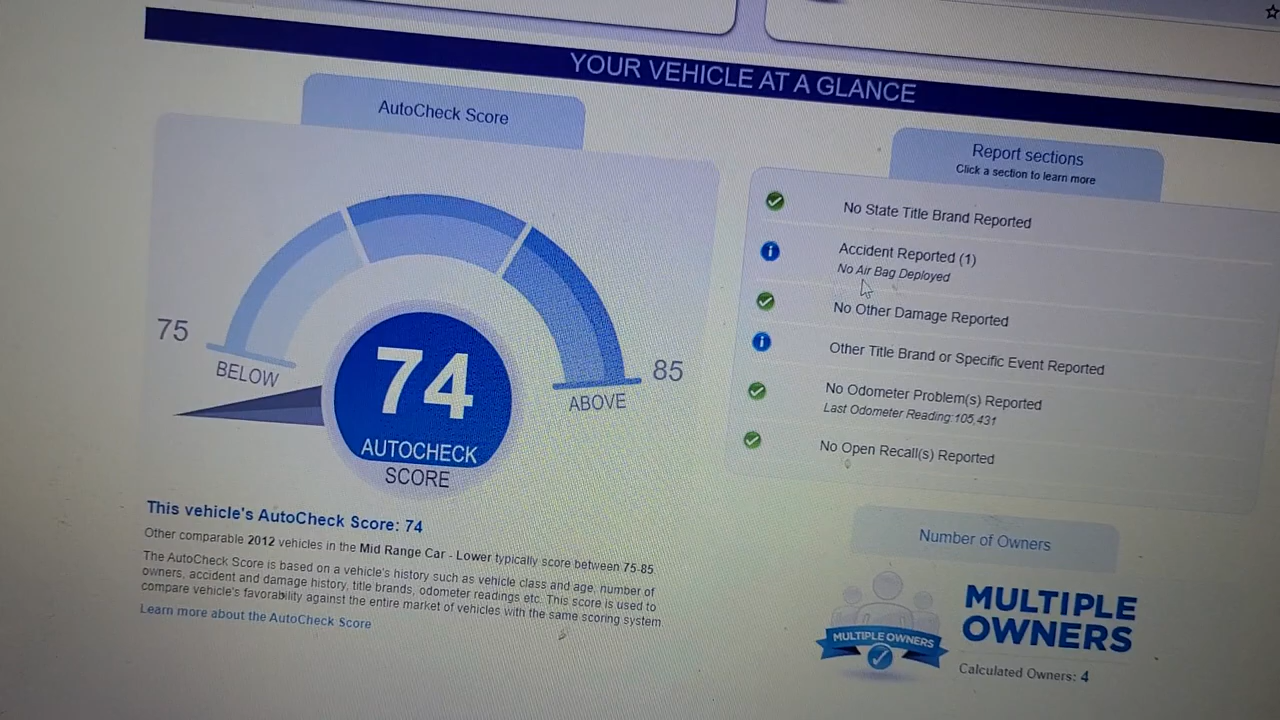 YOUR VEHICLE AT A GLANCE
AutoCheck Score
75
BELOW
74
AUTOCHECK
SCORE
85
ABOVE
This vehicle's AutoCheck Score: 74
Other comparable 2012 vehicles in the Mid Range Car - Lower typically score between 75-85.
The AutoCheck Score is based on a vehicle's history such as vehicle class and age, number of
owners, accident and damage history, title brands, odometer readings etc. This score is used to
compare vehicle's favorability against the entire market of vehicles with the same scoring system.
Learn more about the AutoCheck Score
Report sections
Click a section to learn more
No State Title Brand Reported
Accident Reported (1)
No Air Bag Deployed
No Other Damage Reported
Other Title Brand or Specific Event Reported
No Odometer Problem(s) Reported
Last Odometer Reading:105,431
No Open Recall(s) Reported
Number of Owners
MULTIPLE OWNERS
MULTIPLE
OWNERS
Calculated Owners: 4